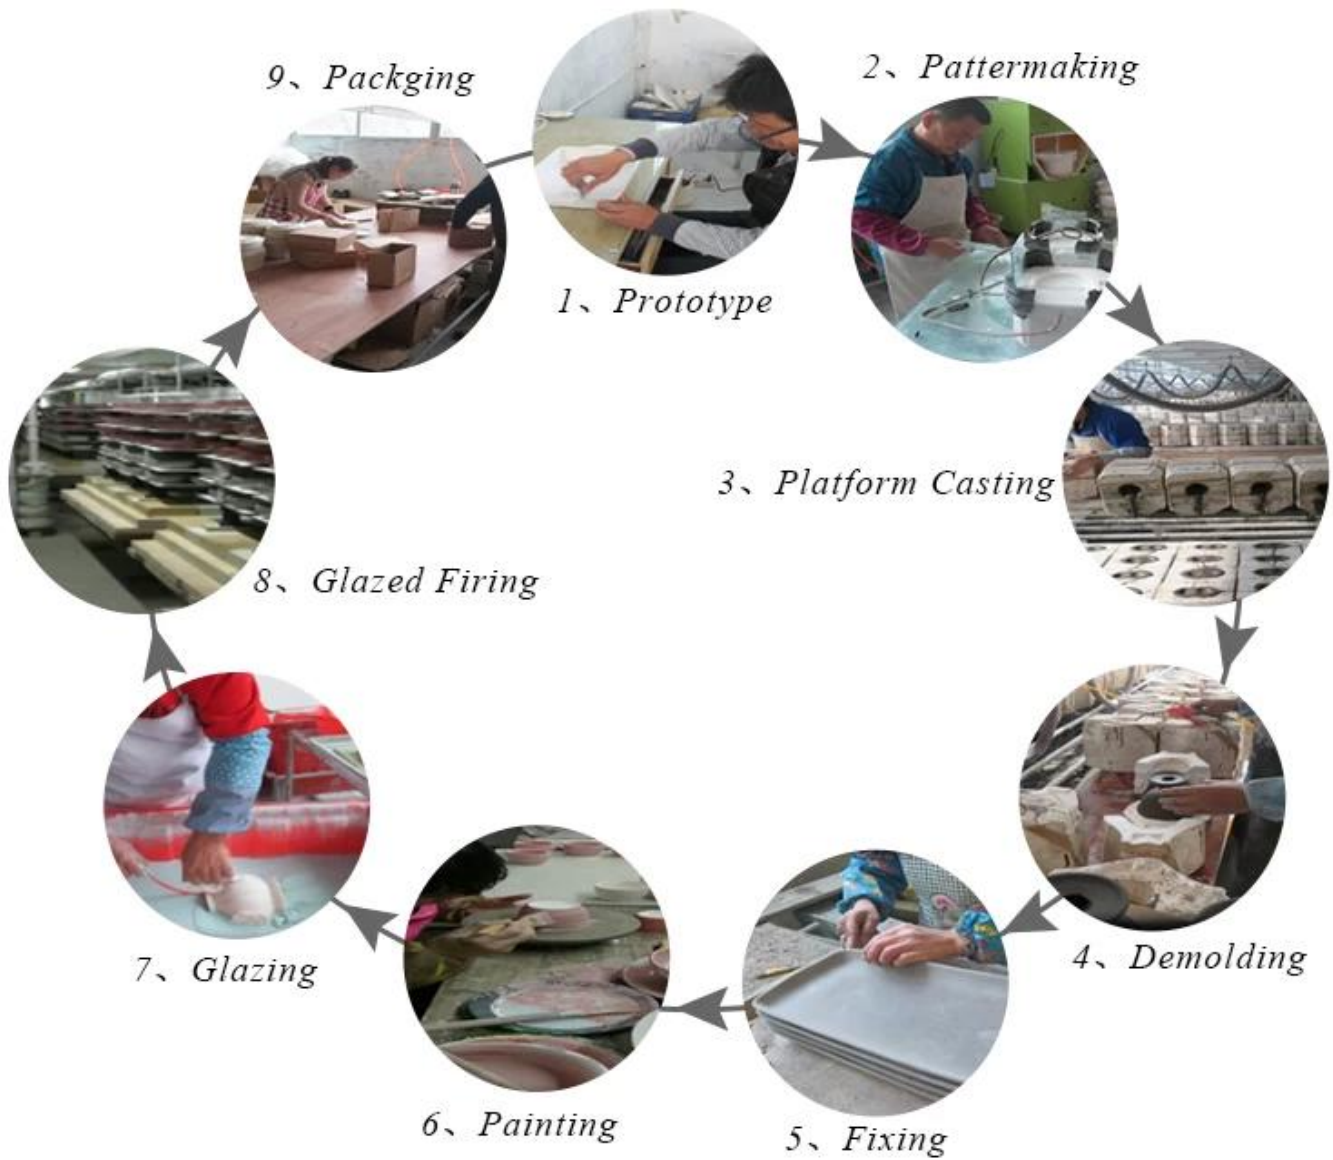 1、Prototype
2、Pattermaking
3、Platform Casting
4、Demolding
5、Fixing
6、Painting
7、Glazing
8、Glazed Firing
9、Packging